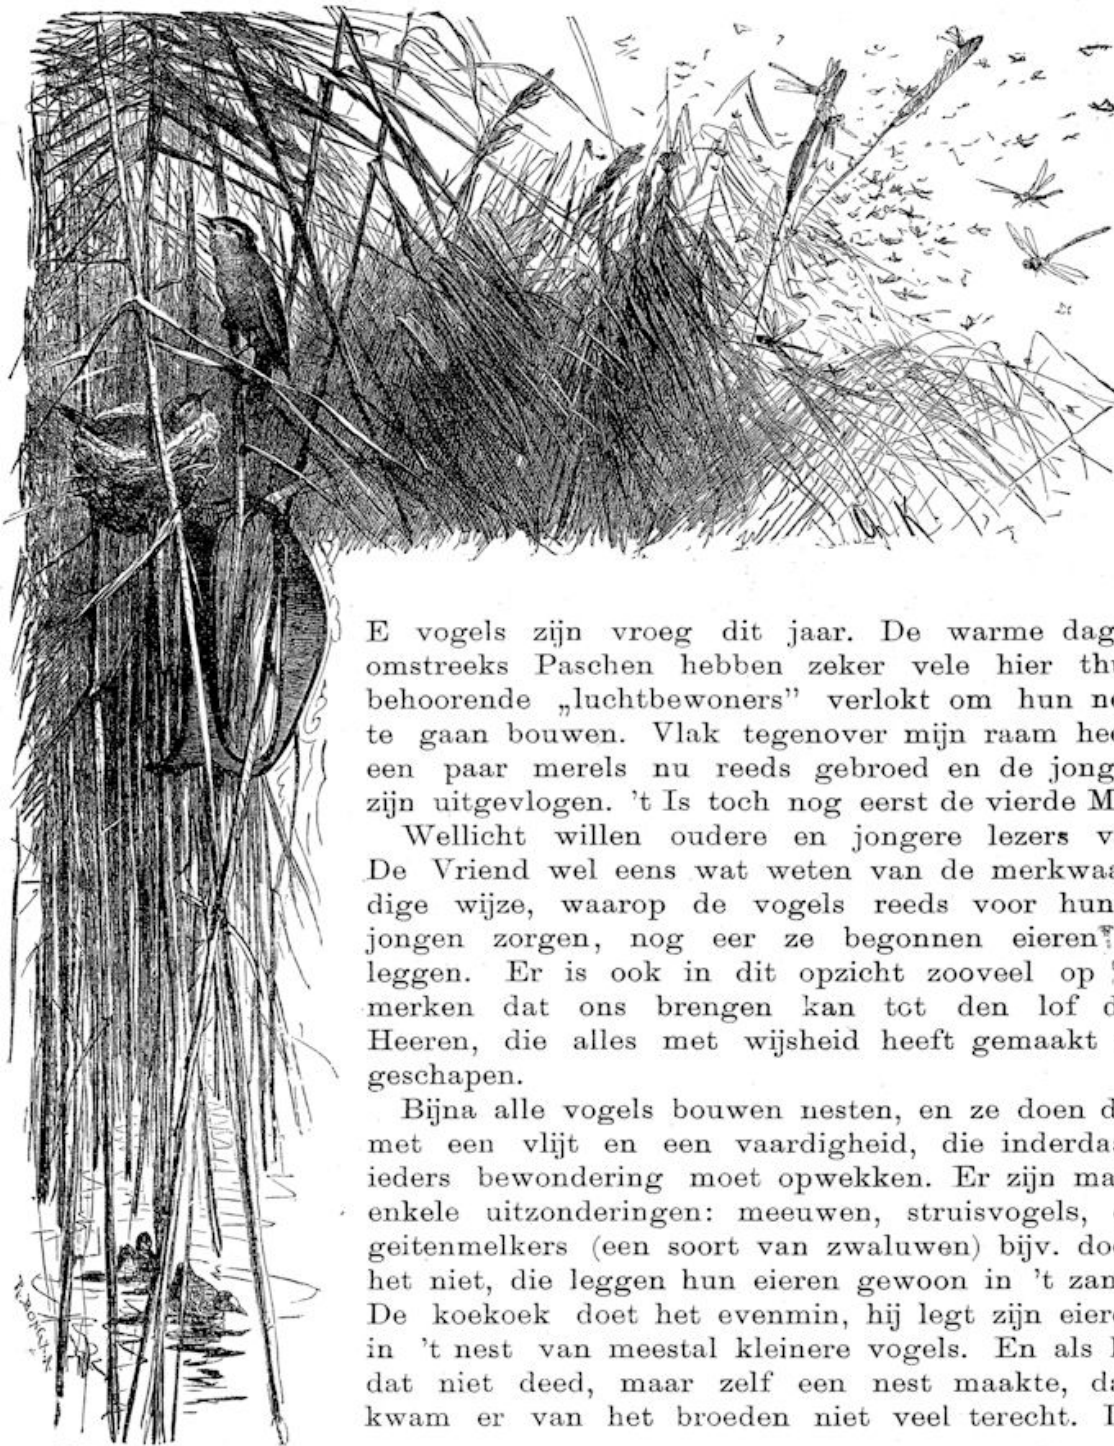 D
E vogels zijn vroeg dit jaar. De warme dag
omstreeks Paschen hebben zeker vele hier thu
behoorende „luchtbewoners” verlokt om hun ne
te gaan bouwen. Vlak tegenover mijn raam hee
een paar merels nu reeds gebroed en de jong
zijn uitgevlogen. ’t Is toch nog eerst de vierde M
Wellicht willen oudere en jongere lezers v
De Vriend wel eens wat weten van de merkwaa
dige wijze, waarop de vogels reeds voor hun
jongen zorgen, nog eer ze begonnen eieren
leggen. Er is ook in dit opzicht zooveel op
merken dat ons brengen kan tot den lof d
Heeren, die alles met wijsheid heeft gemaakt
geschapen.
Bijna alle vogels bouwen nesten, en ze doen d
met een vlijt en een vaardigheid, die inderdaa
ieders bewondering moet opwekken. Er zijn ma
enkele uitzonderingen: meeuwen, struisvogels,
geitenmelkers (een soort van zwaluwen) bijv. doe
het niet, die leggen hun eieren gewoon in ’t zan
De koekoek doet het evenmin, hij legt zijn eiere
in ’t nest van meestal kleinere vogels. En als h
dat niet deed, maar zelf een nest maakte, da
kwam er van het broeden niet veel terecht. I